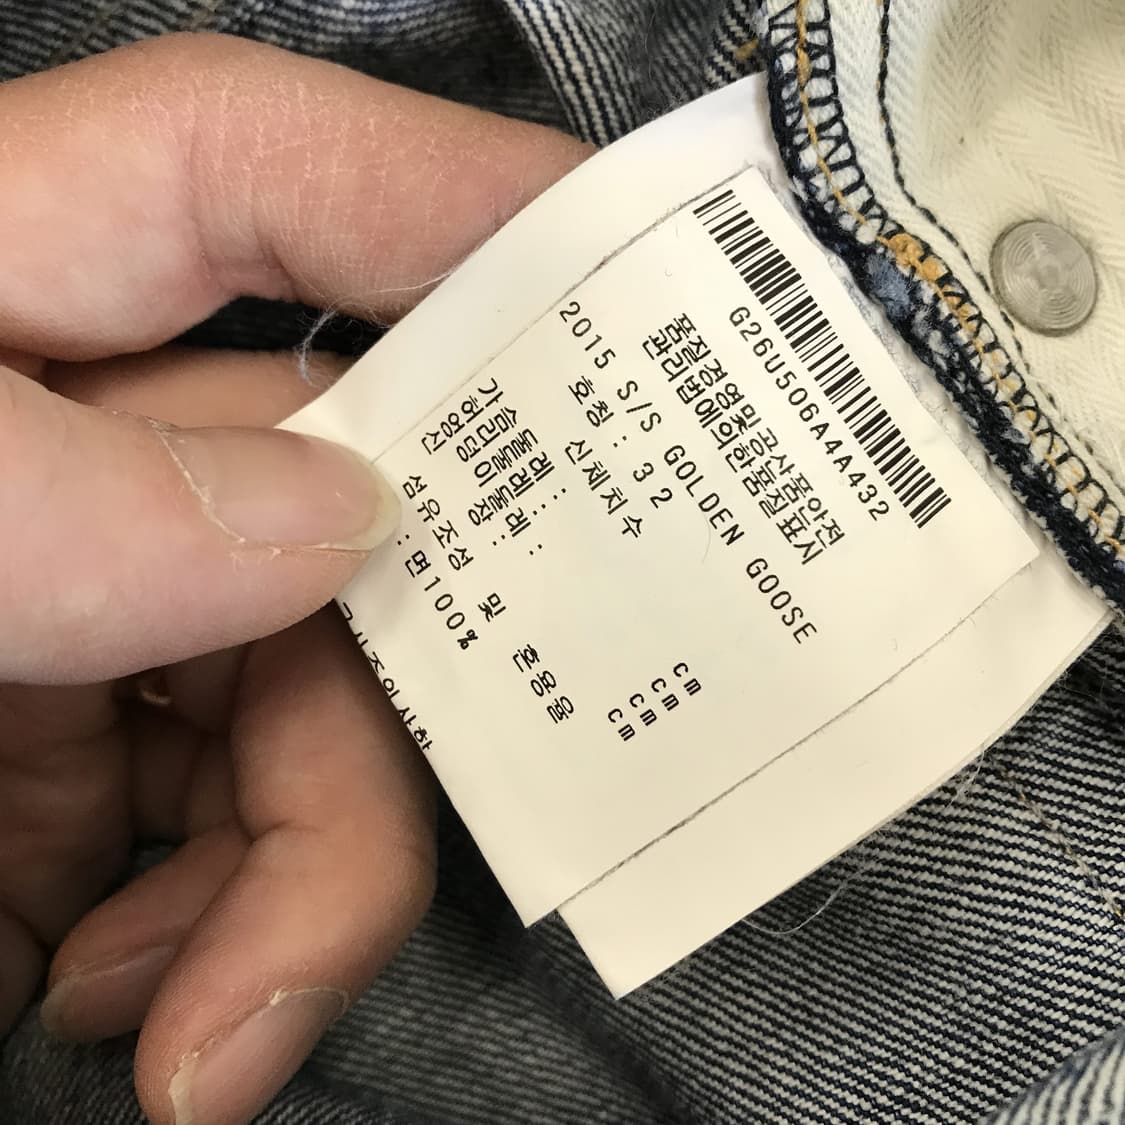 G26U506A4A432
품질경영및공산품안전
관리법에의한품질표시
2015 S/S GOLDEN GOOSE
호칭 : 32
신체치수
가슴둘레 : cm
허리둘레 : cm
엉덩이둘레 : cm
신장 : cm
섬유조성 및 혼용율
: 면100%